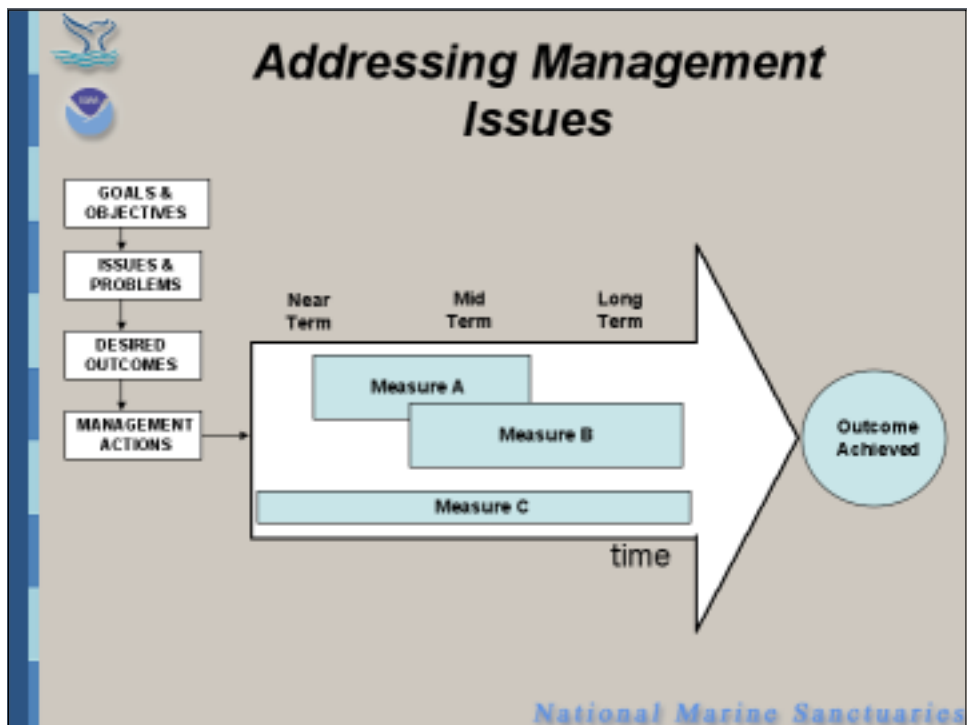 Addressing Management
Issues
GOALS &
OBJECTIVES
ISSUES &
PROBLEMS
DESIRED
OUTCOMES
MANAGEMENT
ACTIONS
Near
Term
Mid
Term
Long
Term
Measure A
Measure B
Measure C
time
Outcome
Achieved
National Marine Sanctuaries